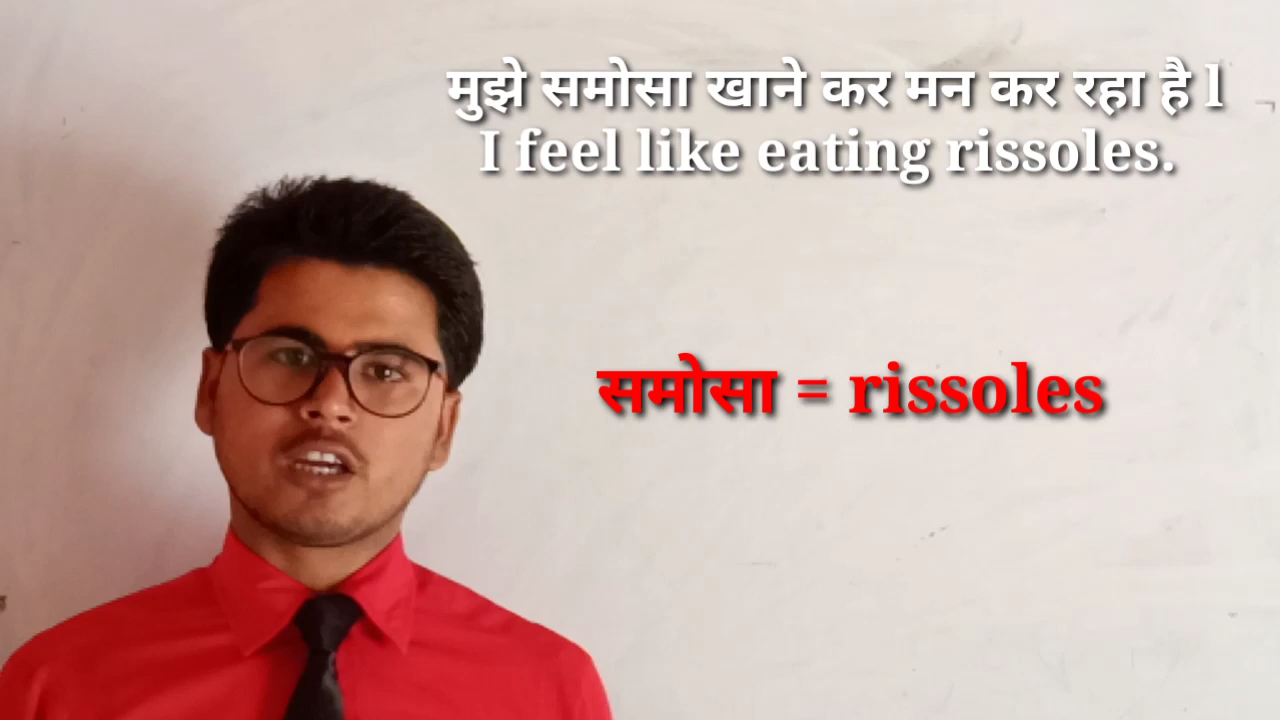 मुझे समोसा खाने कर मन कर रहा है l
I feel like eating rissoles.
समोसा = rissoles